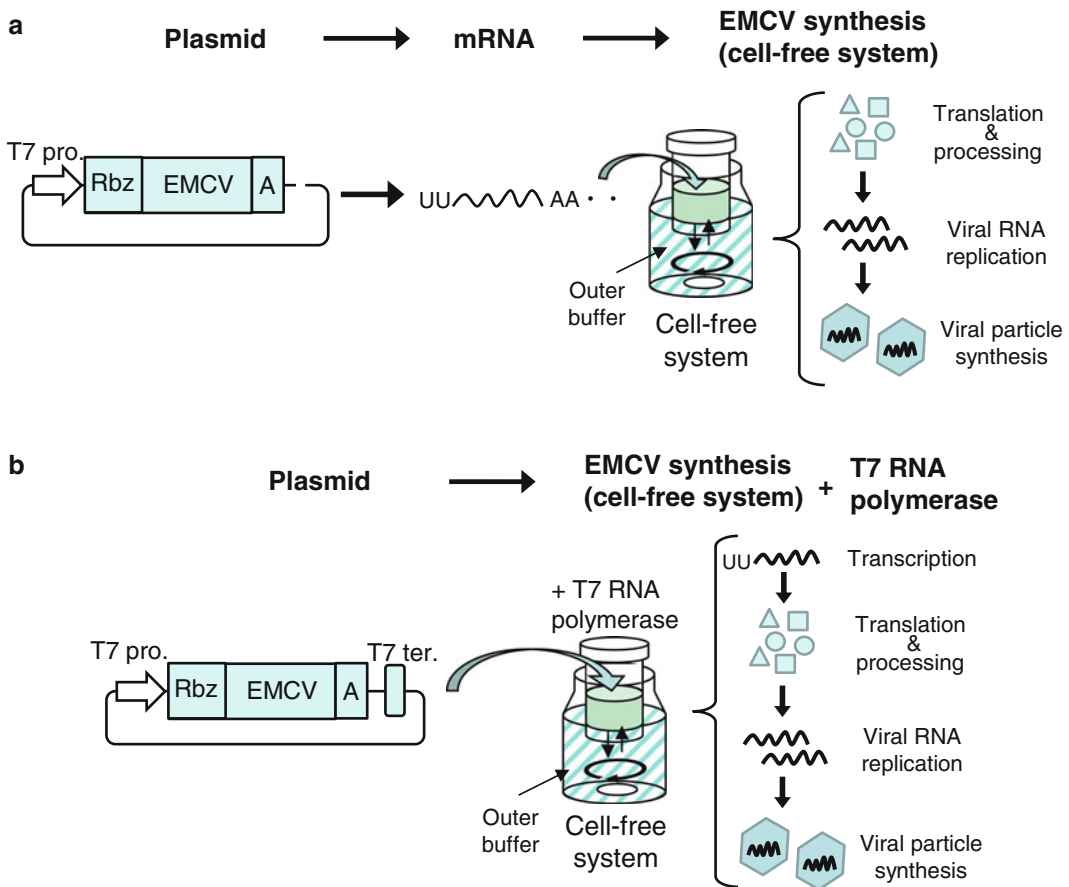 a
Plasmid
mRNA
EMCV synthesis
(cell-free system)
T7 pro.
Rbz
EMCV
A
UU
AA · ·
Outer
buffer
Cell-free
system
Translation
&
processing
Viral RNA
replication
Viral particle
synthesis
b
Plasmid
EMCV synthesis
(cell-free system)
+
T7 RNA
polymerase
T7 pro.
Rbz
EMCV
A
T7 ter.
+ T7 RNA
polymerase
Outer
buffer
Cell-free
system
UU
Transcription
Translation
&
processing
Viral RNA
replication
Viral particle
synthesis